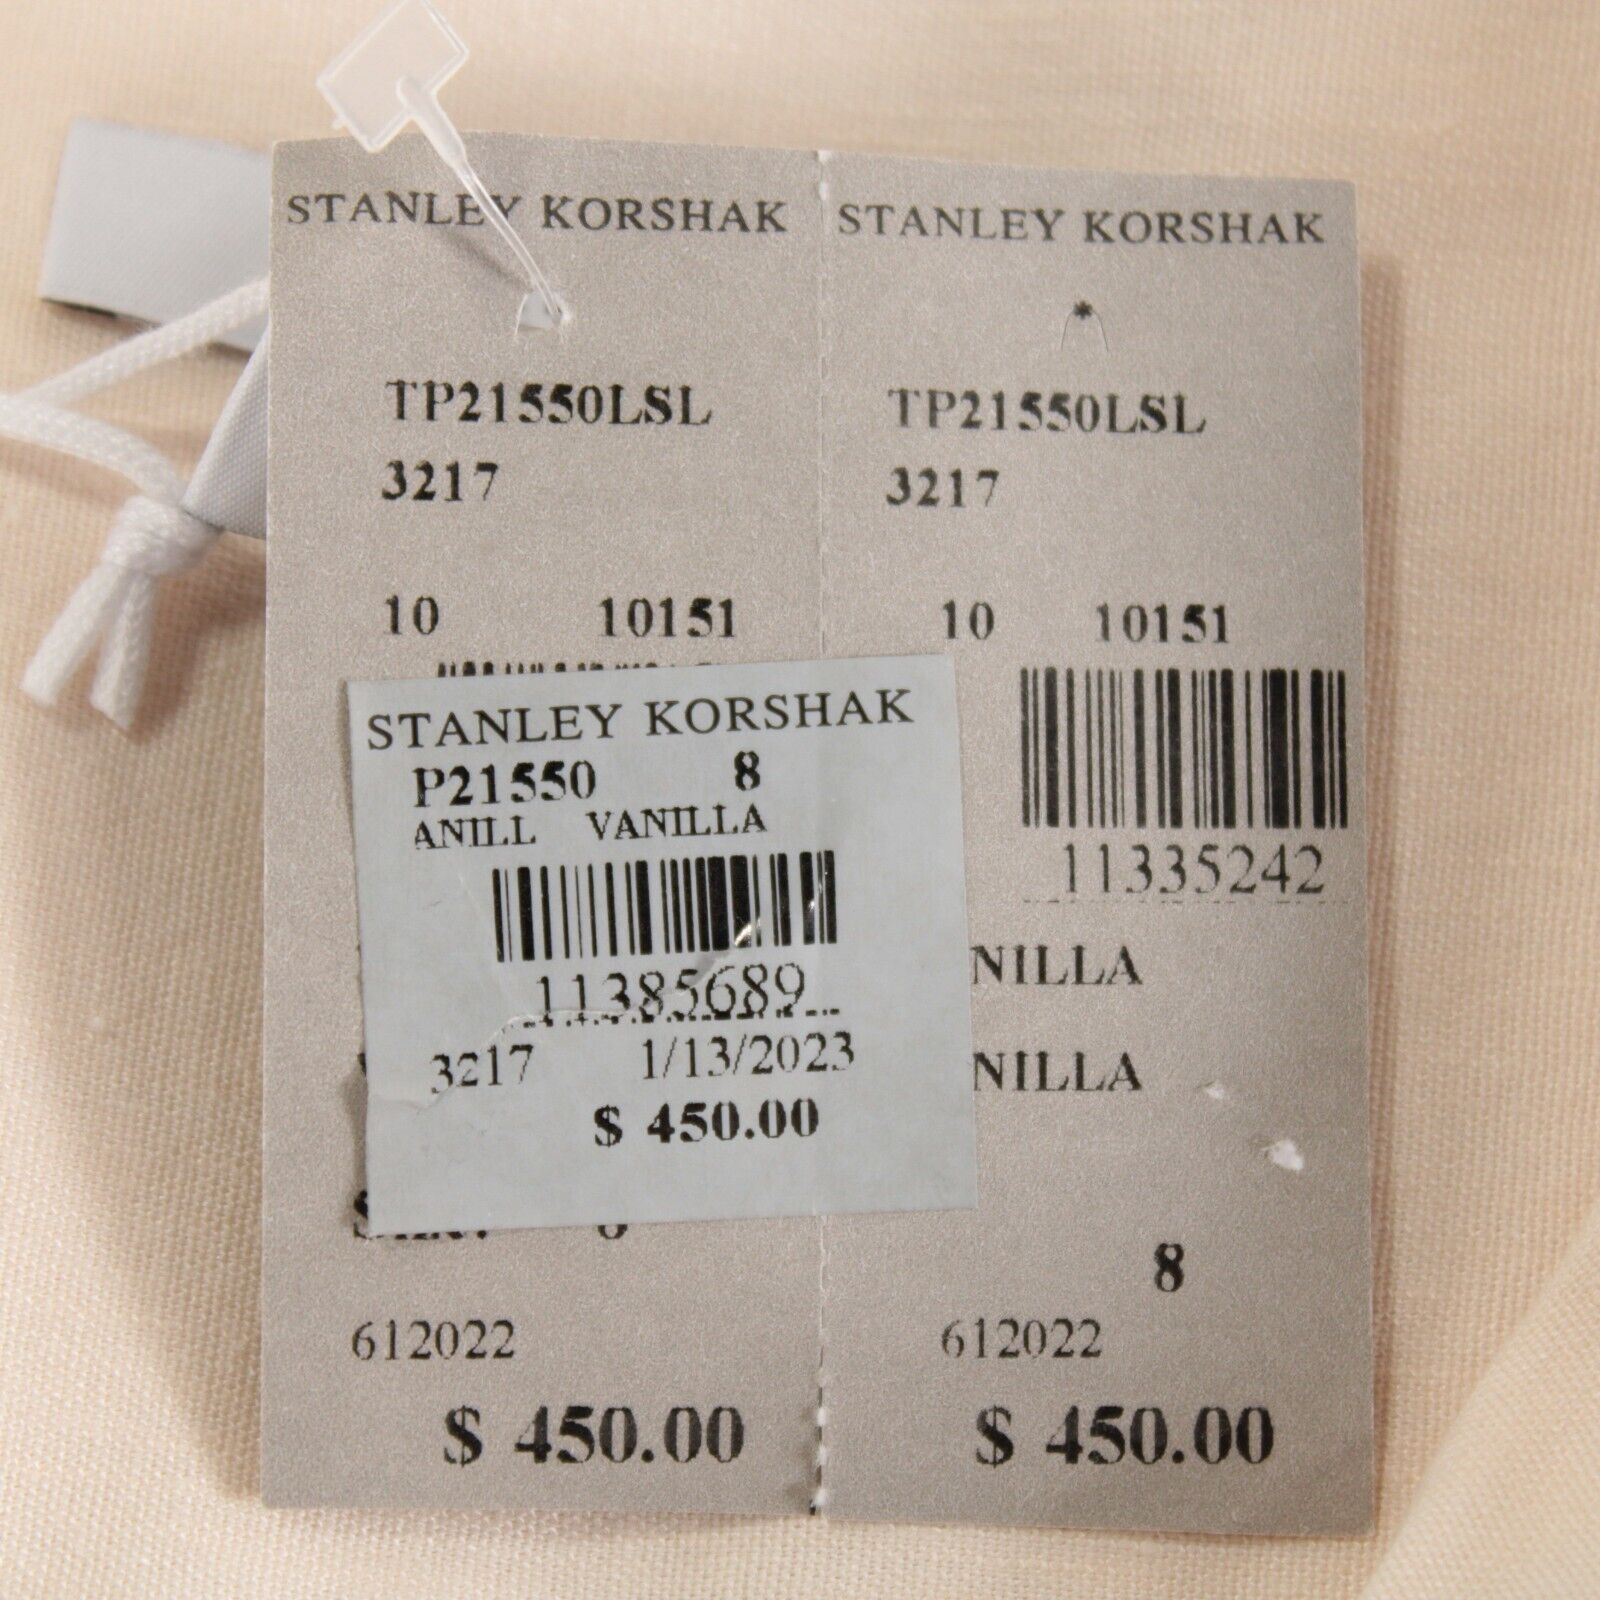 STANLEY KORSHAK
TP21550LSL
3217
10 10151
STANLEY KORSHAK
P21550 8
ANILL VANILLA
11385689
3217 1/13/2023
$ 450.00
612022
$ 450.00
STANLEY KORSHAK
*
TP21550LSL
3217
10 10151
11335242
NILLA
NILLA
8
612022
$ 450.00